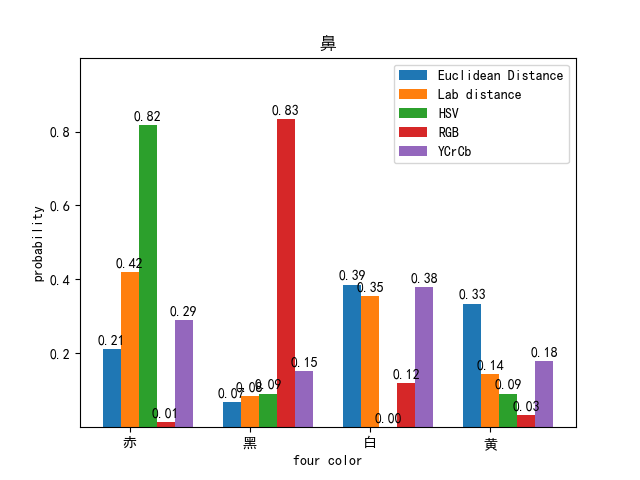 鼻
Euclidean Distance
Lab distance
HSV
RGB
YCrCb
probability
0.8
0.6
0.4
0.2
0.21
0.42
0.82
0.01
0.29
0.07
0.08
0.09
0.83
0.15
0.39
0.35
0.00
0.12
0.38
0.33
0.14
0.09
0.03
0.18
赤
黑
白
黄
four color